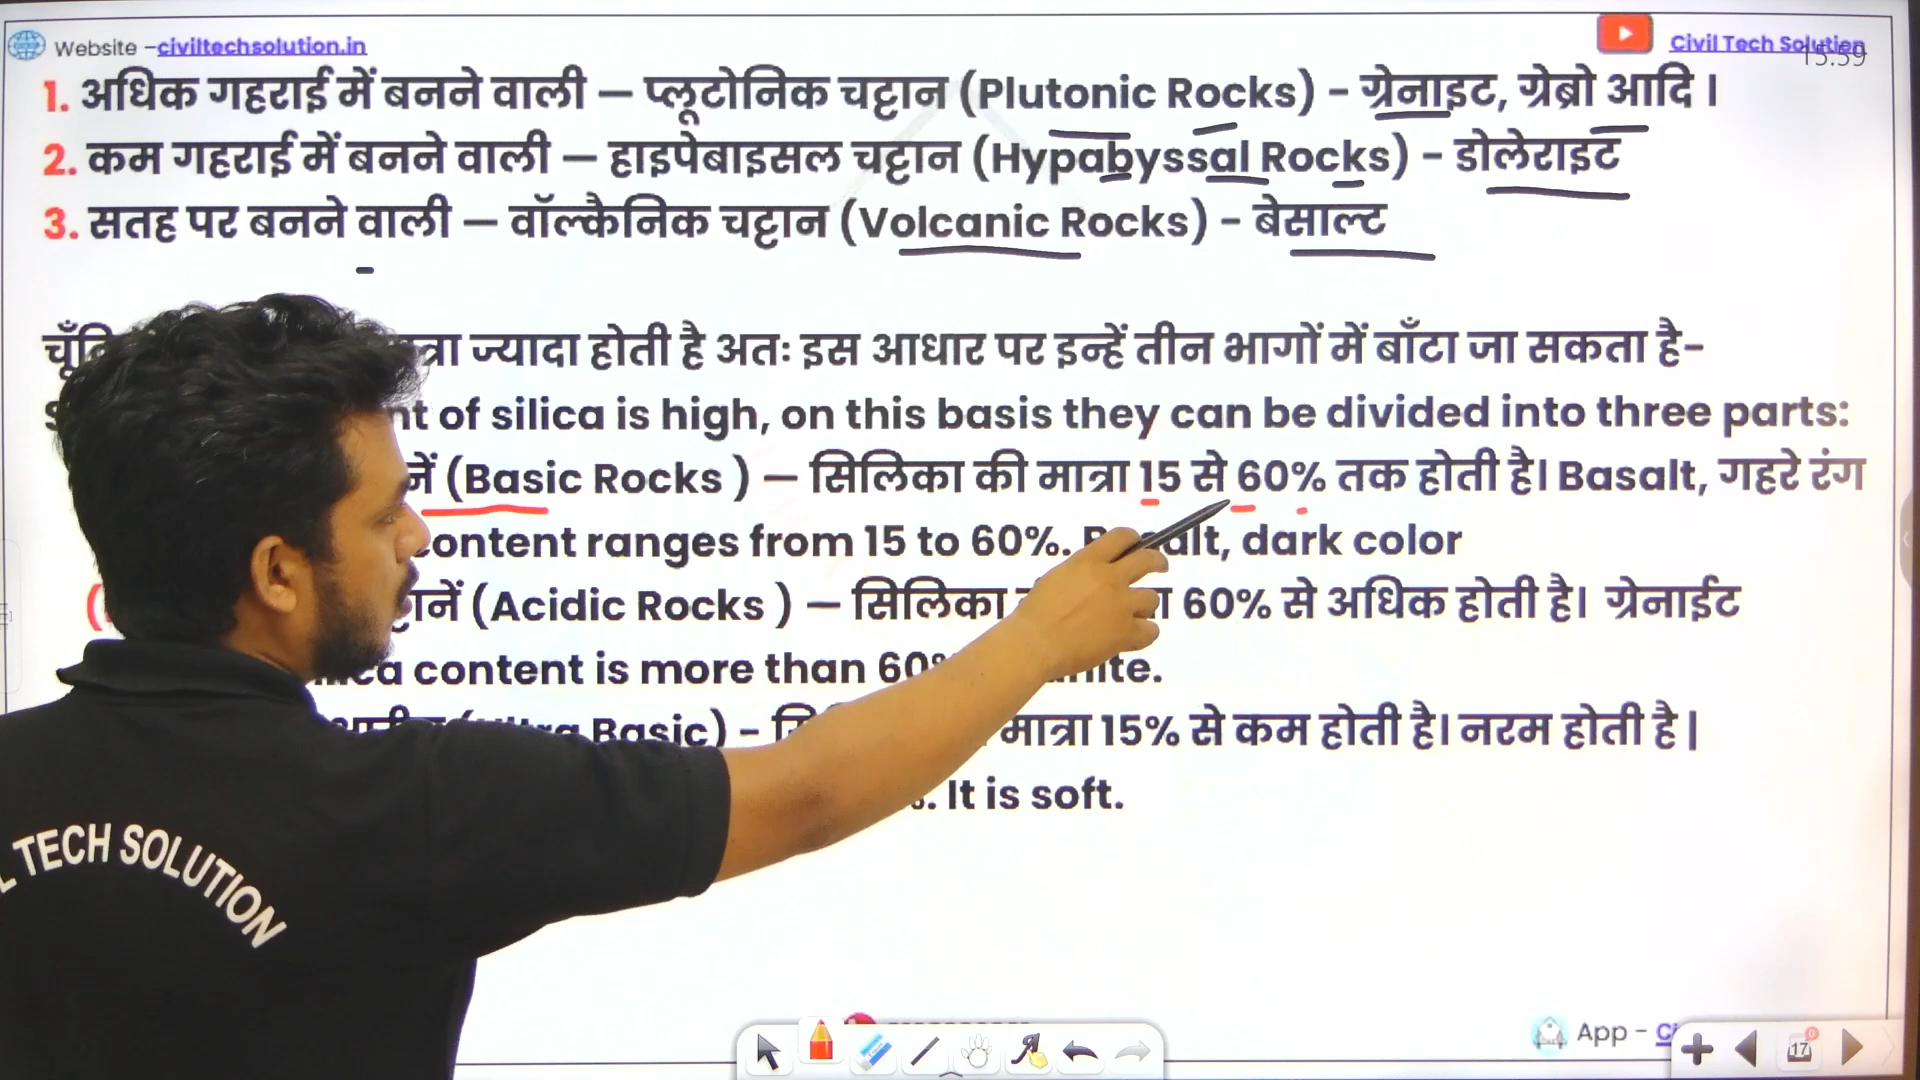 Website –civiltechsolution.in
Civil Tech Solution
15:59
1. अधिक गहराई में बनने वाली — प्लूटोनिक चट्टान (Plutonic Rocks) - ग्रेनाइट, ग्रेब्रो आदि ।
2. कम गहराई में बनने वाली — हाइपेबाइसल चट्टान (Hypabyssal Rocks) - डोलेराइट
3. सतह पर बनने वाली — वॉल्कैनिक चट्टान (Volcanic Rocks) - बेसाल्ट
ज्यादा होती है अतः इस आधार पर इन्हें तीन भागों में बाँटा जा सकता है-
of silica is high, on this basis they can be divided into three parts:
(Basic Rocks ) — सिलिका की मात्रा 15 से 60% तक होती है। Basalt, गहरे रंग
content ranges from 15 to 60%. Basalt, dark color
(Acidic Rocks ) — सिलिका 60% से अधिक होती है। ग्रेनाईट
content is more than 60%
Basic) - मात्रा 15% से कम होती है। नरम होती है |
It is soft.
TECH SOLUTION
App -
17